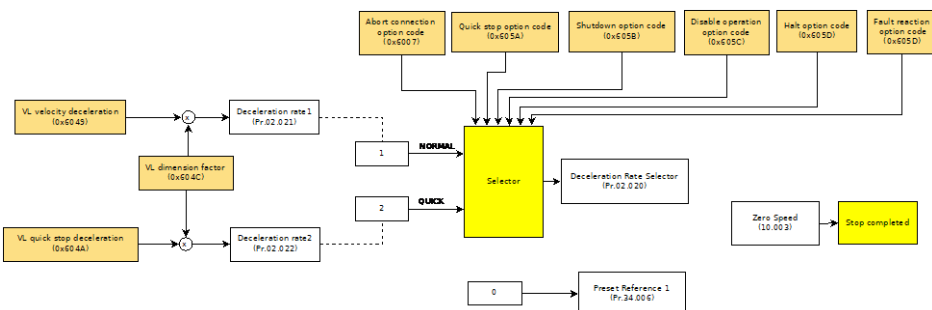 Abort connection
option code
(0x6007)
Quick stop option code
(0x605A)
Shutdown option code
(0x605B)
Disable operation
option code
(0x605C)
Halt option code
(0x605D)
Fault reaction
option code
(0x605D)
VL velocity deceleration
(0x6049)
x
Deceleration rate1
(Pr.02.021)
VL dimension factor
(0x604C)
1
NORMAL
Selector
Deceleration Rate Selector
(Pr.02.020)
2
QUICK
VL quick stop deceleration
(0x604A)
x
Deceleration rate2
(Pr.02.022)
Zero Speed
(10.003)
Stop completed
0
Preset Reference 1
(Pr.34.006)